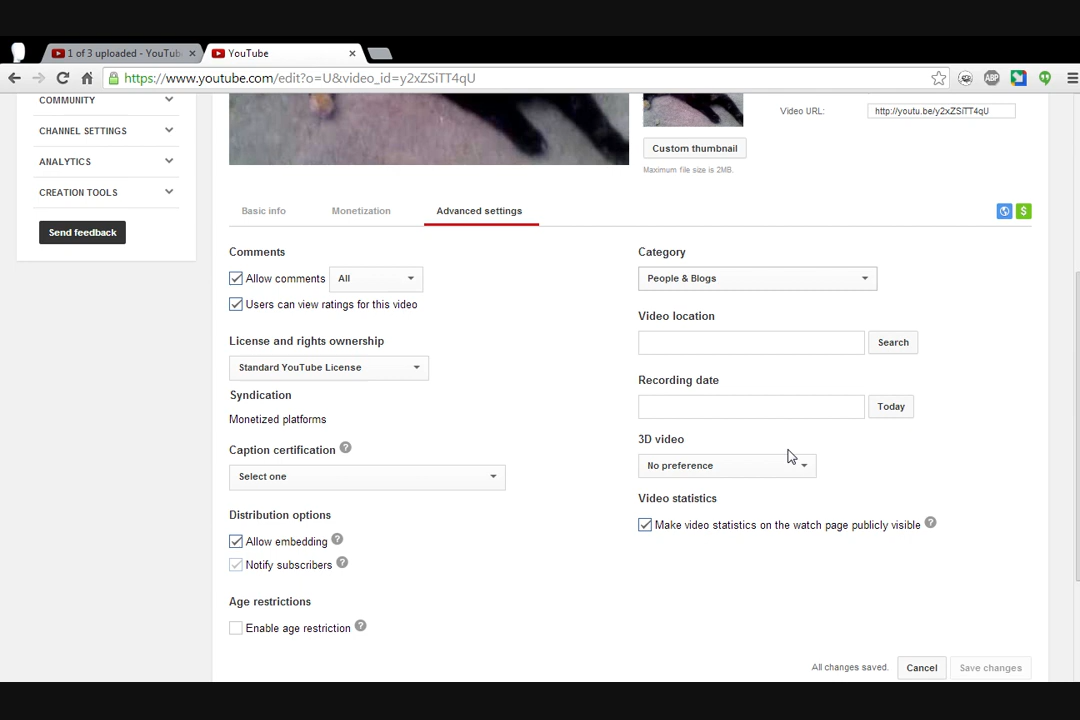 1 of 3 uploaded - YouTub
YouTube
https://www.youtube.com/edit?o=U&video_id=y2xZSiTT4qU
ABP
COMMUNITY
CHANNEL SETTINGS
ANALYTICS
CREATION TOOLS
Send feedback
Video URL:
http://youtu.be/y2xZSiTT4qU
Custom thumbnail
Maximum file size is 2MB.
Basic info
Monetization
Advanced settings
$
Comments
Allow comments
All
Users can view ratings for this video
License and rights ownership
Standard YouTube License
Syndication
Monetized platforms
Caption certification ?
Select one
Distribution options
Allow embedding ?
Notify subscribers ?
Age restrictions
Enable age restriction ?
Category
People & Blogs
Video location
Search
Recording date
Today
3D video
No preference
Video statistics
Make video statistics on the watch page publicly visible ?
All changes saved.
Cancel
Save changes